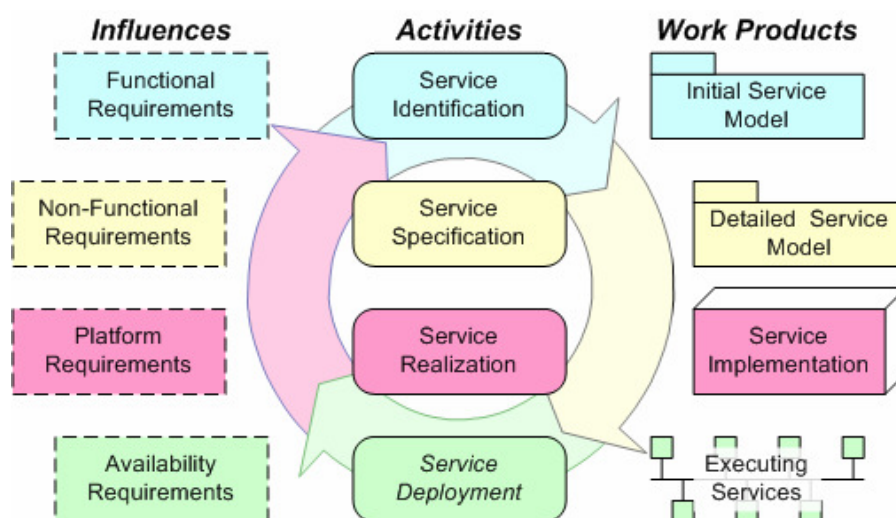 Influences Activities Work Products
Functional
Requirements
Service
Identification
Initial Service
Model
Non-Functional
Requirements
Service
Specification
Detailed Service
Model
Platform
Requirements
Service
Realization
Service
Implementation
Availability
Requirements
Service
Deployment
Executing
Services